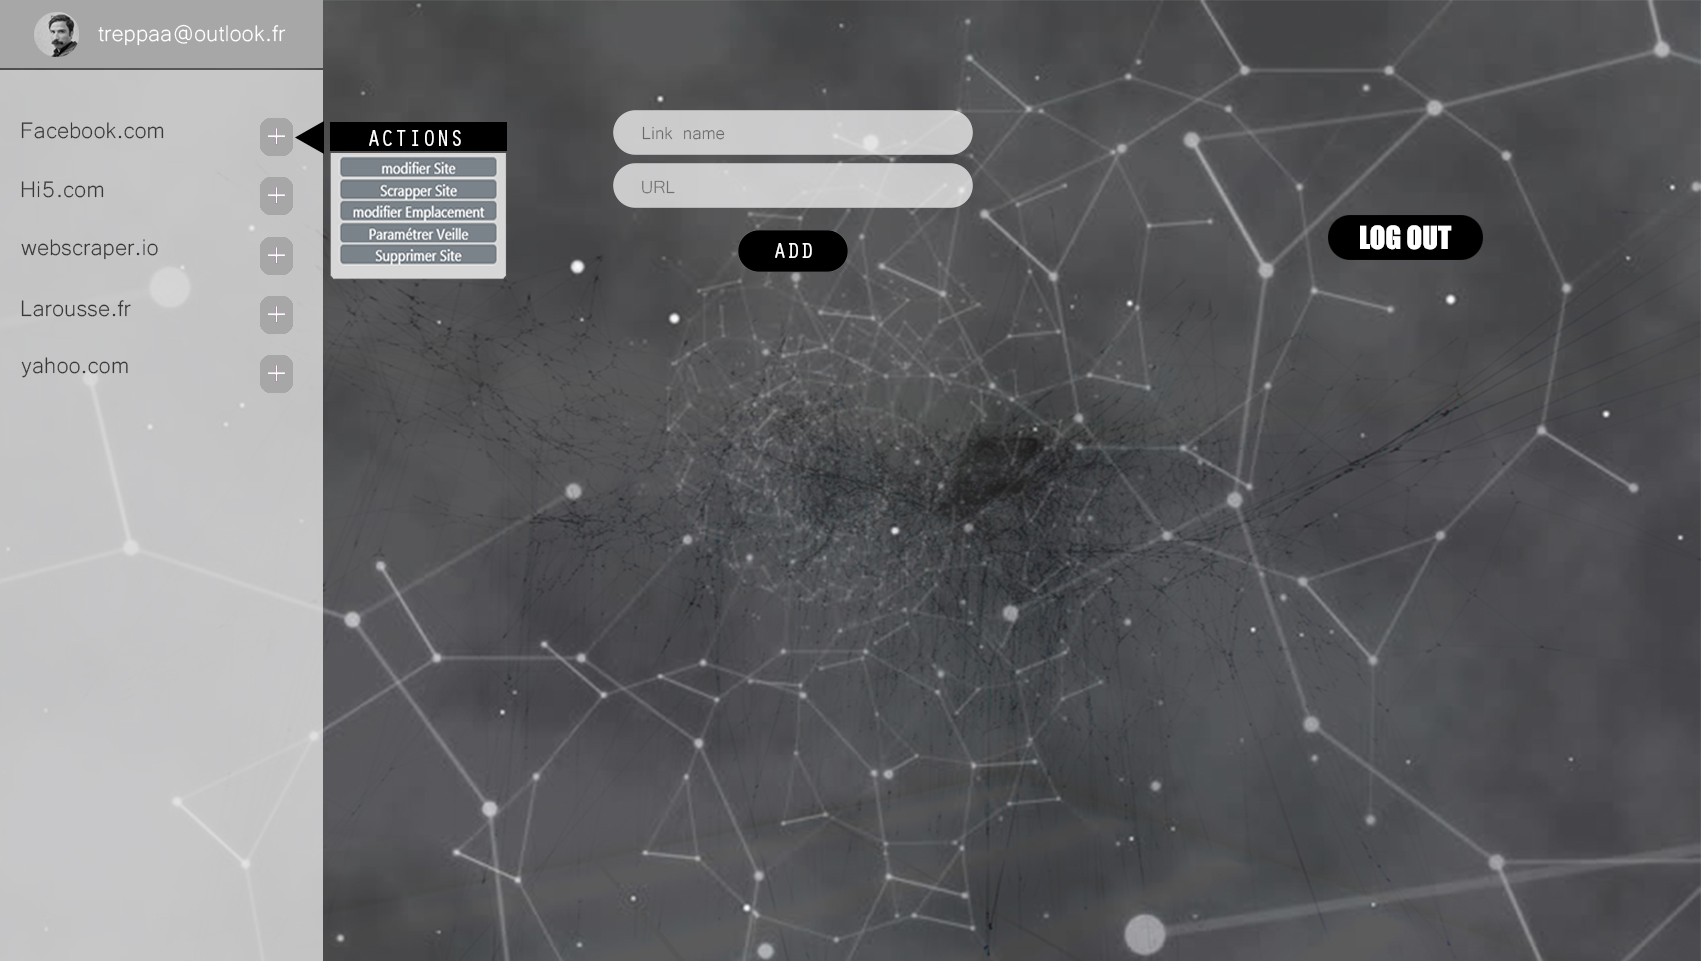 treppaa@outlook.fr
Facebook.com
Hi5.com
webscraper.io
Larousse.fr
yahoo.com
ACTIONS
modifier Site
Scrapper Site
modifier Emplacement
Paramétrer Veille
Supprimer Site
Link name
URL
ADD
LOG OUT